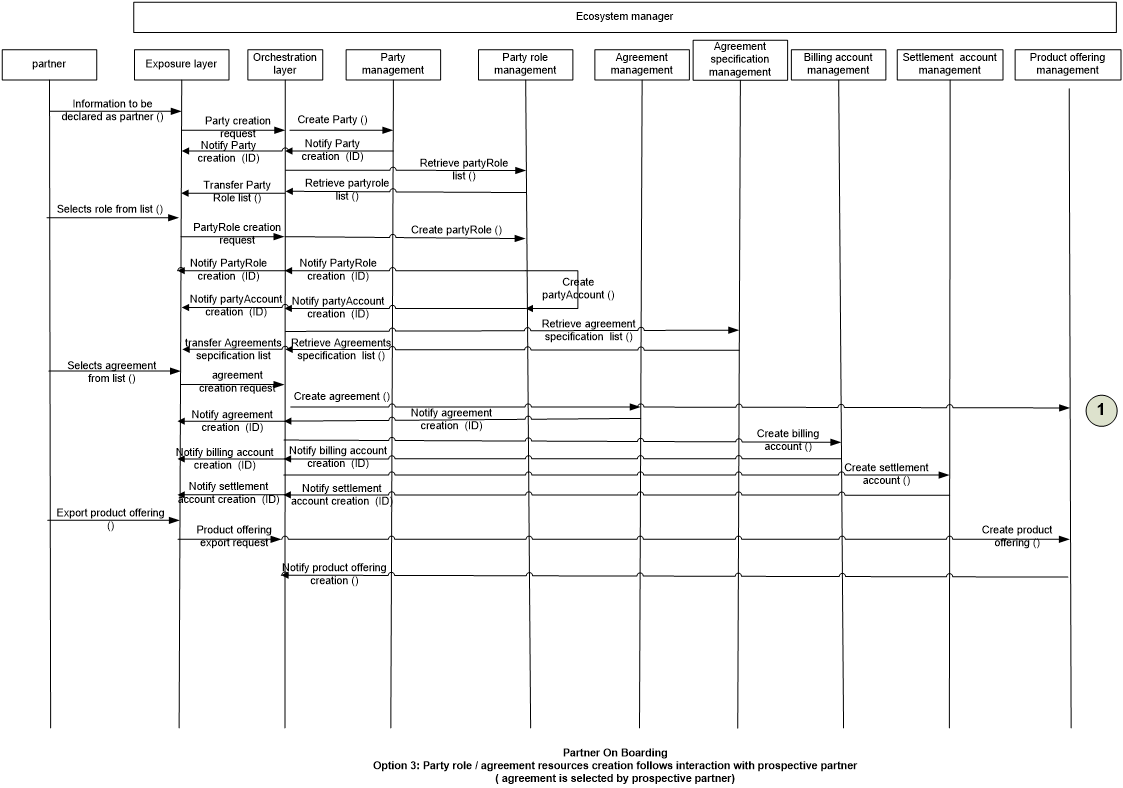 Ecosystem manager
partner
Exposure layer
Orchestration
layer
Party
management
Party role
management
Agreement
management
Agreement
specification
management
Billing account
management
Settlement account
management
Product offering
management
Information to be
declared as partner ()
Party creation
request
Create Party ()
Notify Party
creation (ID)
Notify Party
creation (ID)
Retrieve partyRole
list ()
Transfer Party
Role list ()
Retrieve partyrole
list ()
Selects role from list ()
PartyRole creation
request
Create partyRole ()
Notify PartyRole
creation (ID)
Notify PartyRole
creation (ID)
Create
partyAccount ()
Notify partyAccount
creation (ID)
Notify partyAccount
creation (ID)
Retrieve agreement
specification list ()
transfer Agreements
sepcification list
Retrieve Agreements
specification list ()
Selects agreement
from list ()
agreement
creation request
Create agreement ()
1
Notify agreement
creation (ID)
Notify agreement
creation (ID)
Create billing
account ()
Notify billing account
creation (ID)
Notify billing account
creation (ID)
Create settlement
account ()
Notify settlement
account creation (ID)
Notify settlement
account creation (ID)
Export product offering
()
Product offering
export request
Create product
offering ()
Notify product offering
creation ()
Partner On Boarding
Option 3: Party role / agreement resources creation follows interaction with prospective partner
( agreement is selected by prospective partner)